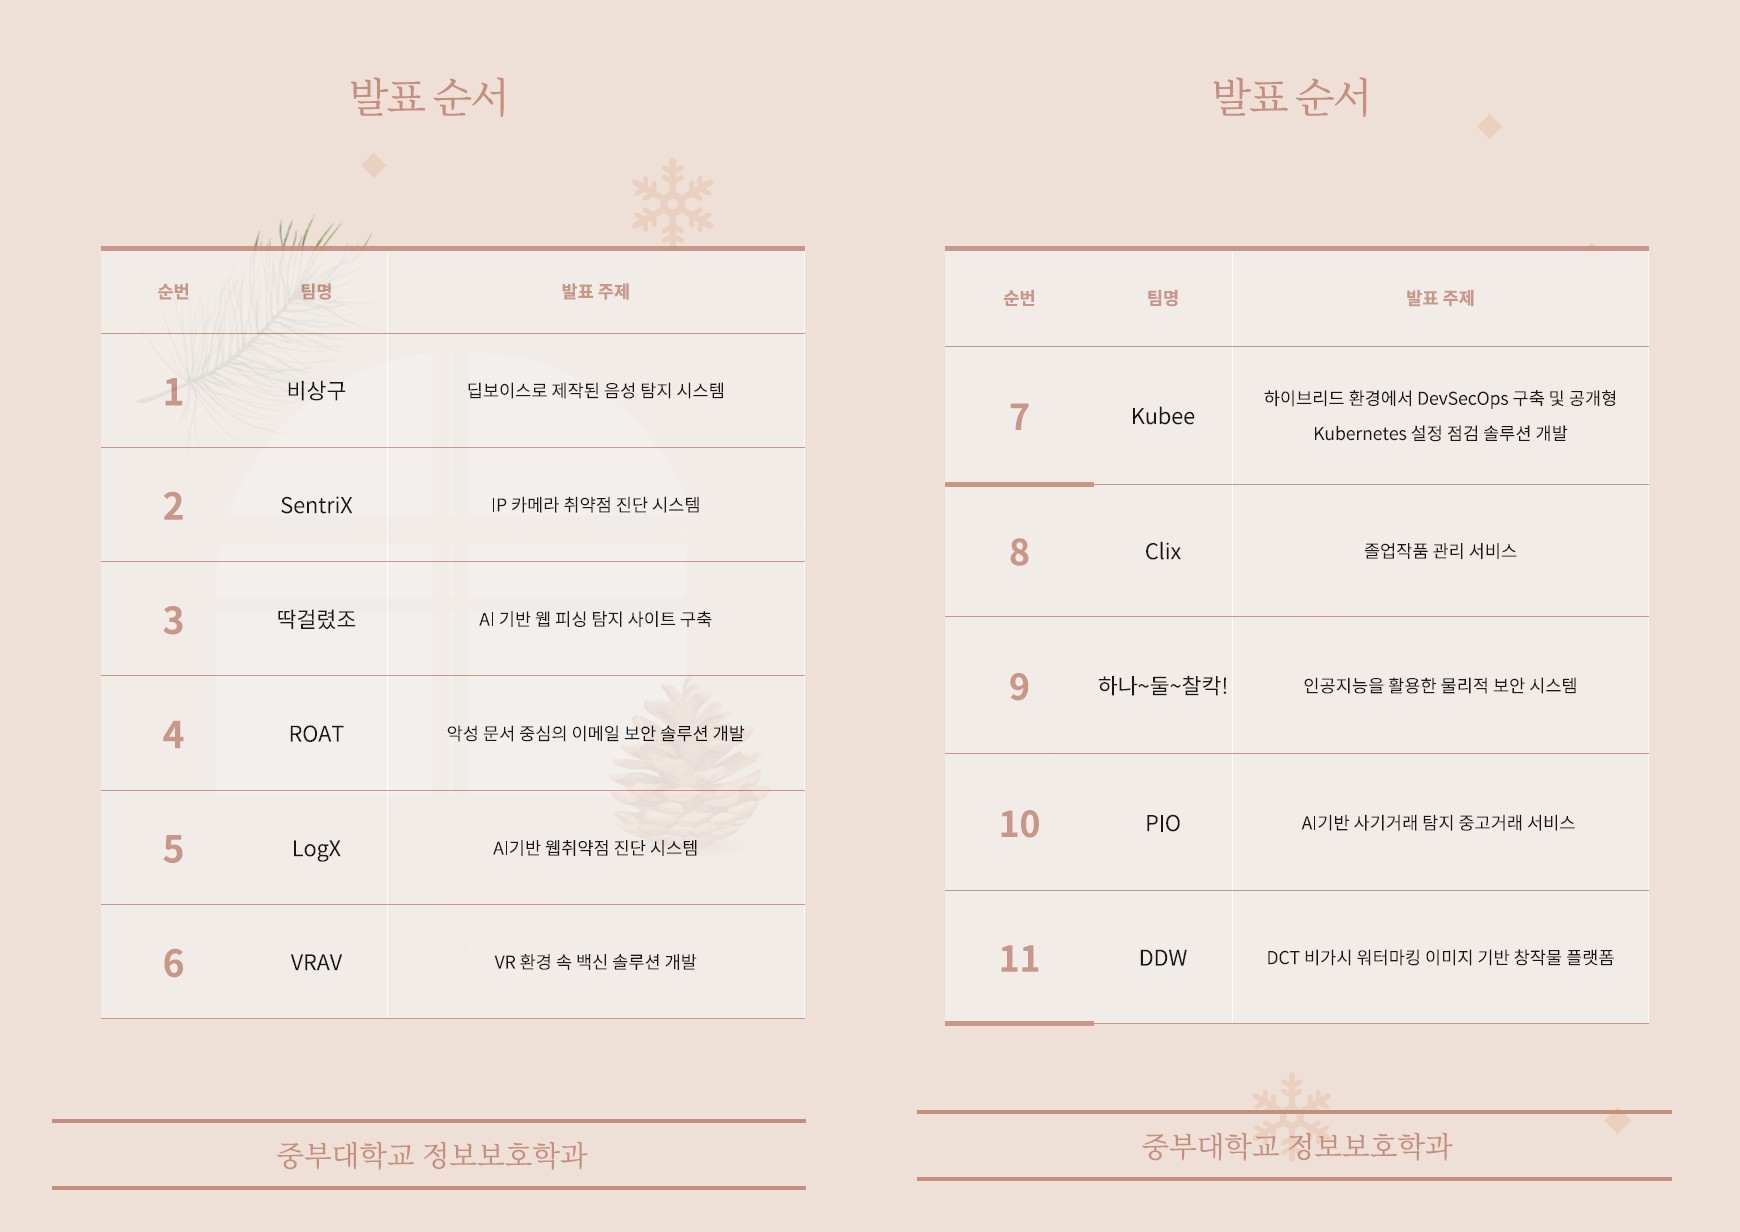 발표 순서
순번 팀명 발표 주제
1 비상구 딥보이스로 제작된 음성 탐지 시스템
2 SentriX IP 카메라 취약점 진단 시스템
3 딱걸렸조 AI 기반 웹 피싱 탐지 사이트 구축
4 ROAT 악성 문서 중심의 이메일 보안 솔루션 개발
5 LogX AI기반 웹취약점 진단 시스템
6 VRAV VR 환경 속 백신 솔루션 개발
중부대학교 정보보호학과
발표 순서
순번 팀명 발표 주제
7 Kubee 하이브리드 환경에서 DevSecOps 구축 및 공개형
Kubernetes 설정 점검 솔루션 개발
8 Clix 졸업작품 관리 서비스
9 하나~둘~찰칵! 인공지능을 활용한 물리적 보안 시스템
10 PIO AI기반 사기거래 탐지 중고거래 서비스
11 DDW DCT 비가시 워터마킹 이미지 기반 창작물 플랫폼
중부대학교 정보보호학과